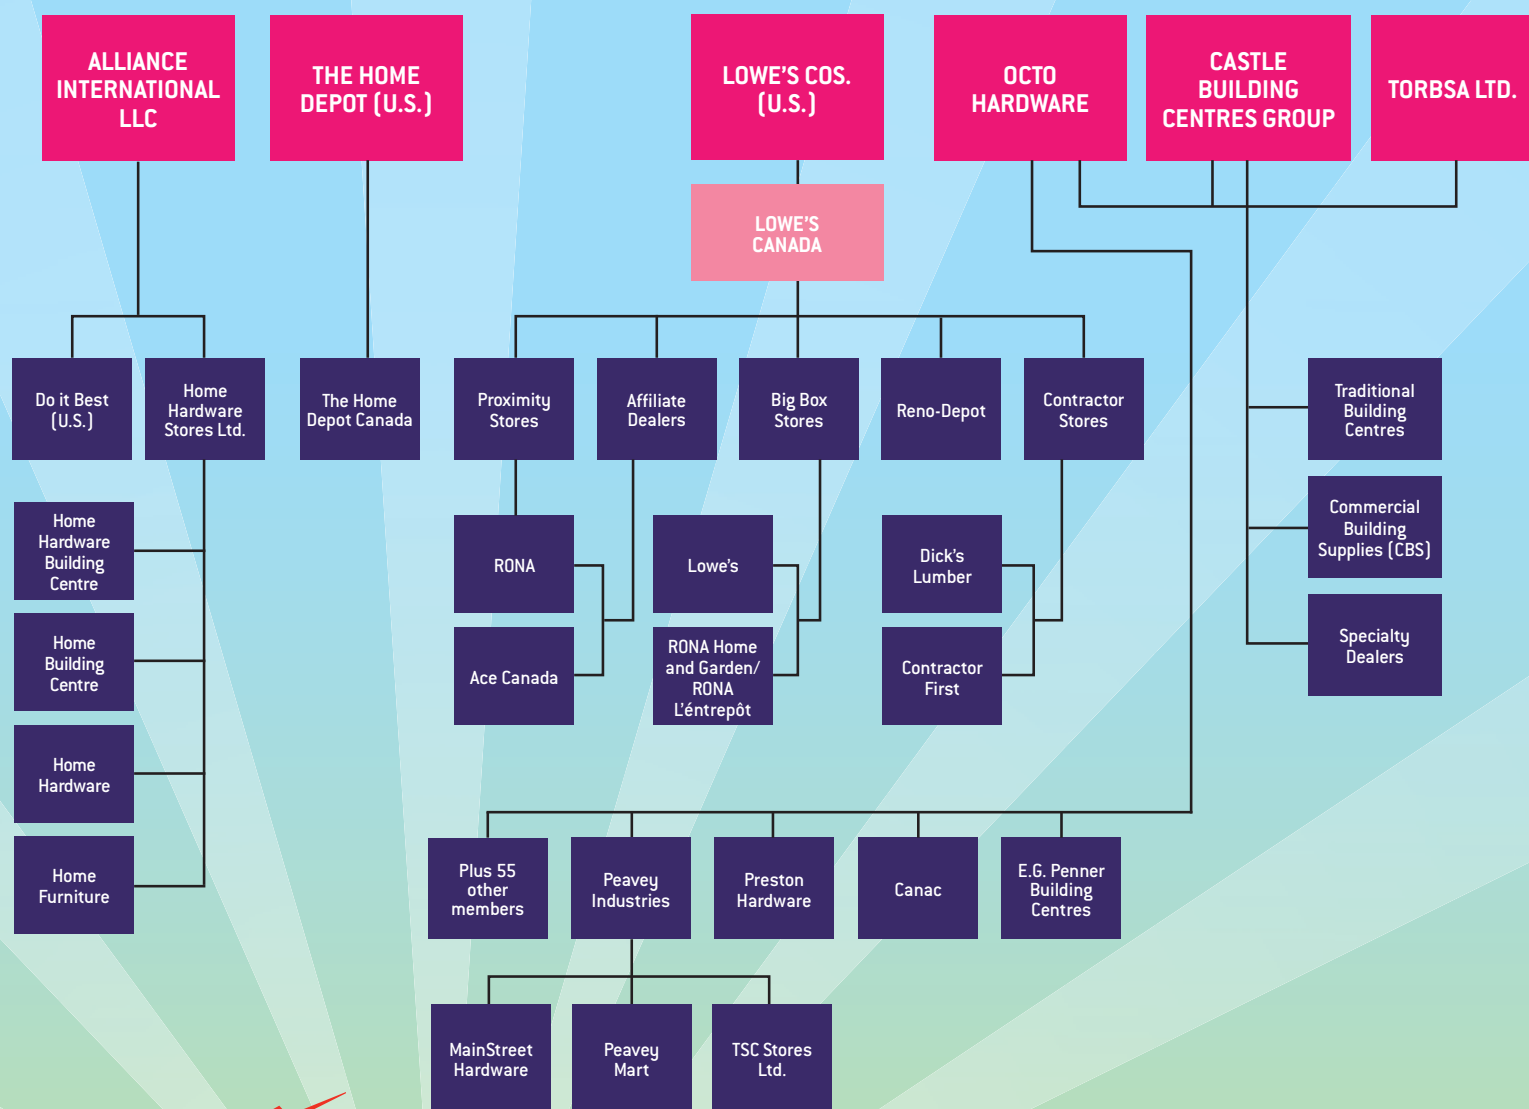 ALLIANCE
INTERNATIONAL
LLC
THE HOME
DEPOT (U.S.)
LOWE'S COS.
(U.S.)
OCTO
HARDWARE
CASTLE
BUILDING
CENTRES GROUP
TORBSA LTD.
LOWE'S
CANADA
Do it Best
(U.S.)
Home
Hardware
Stores Ltd.
The Home
Depot Canada
Proximity
Stores
Affiliate
Dealers
Big Box
Stores
Reno-Depot
Contractor
Stores
Traditional
Building
Centres
Home
Hardware
Building
Centre
RONA
Lowe's
Dick's
Lumber
Commercial
Building
Supplies (CBS)
Home
Building
Centre
Ace Canada
RONA Home
and Garden/
RONA
L'éntrepôt
Contractor
First
Specialty
Dealers
Home
Hardware
Home
Furniture
Plus 55
other
members
Peavey
Industries
Preston
Hardware
Canac
E.G. Penner
Building
Centres
MainStreet
Hardware
Peavey
Mart
TSC Stores
Ltd.